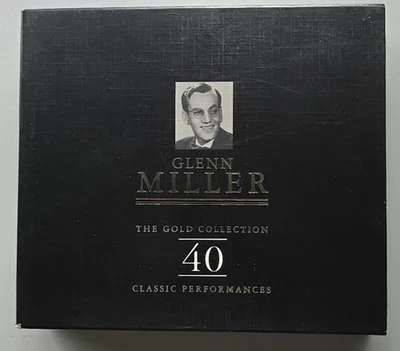 GLENN
MILLER
THE GOLD COLLECTION
40
CLASSIC PERFORMANCES